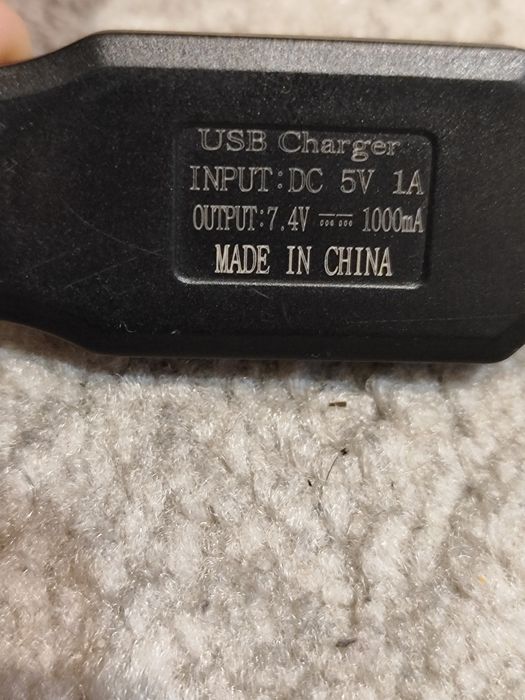 USB Charger
INPUT:DC 5V 1A
OUTPUT:7.4V ⎓⎓ 1000mA
MADE IN CHINA